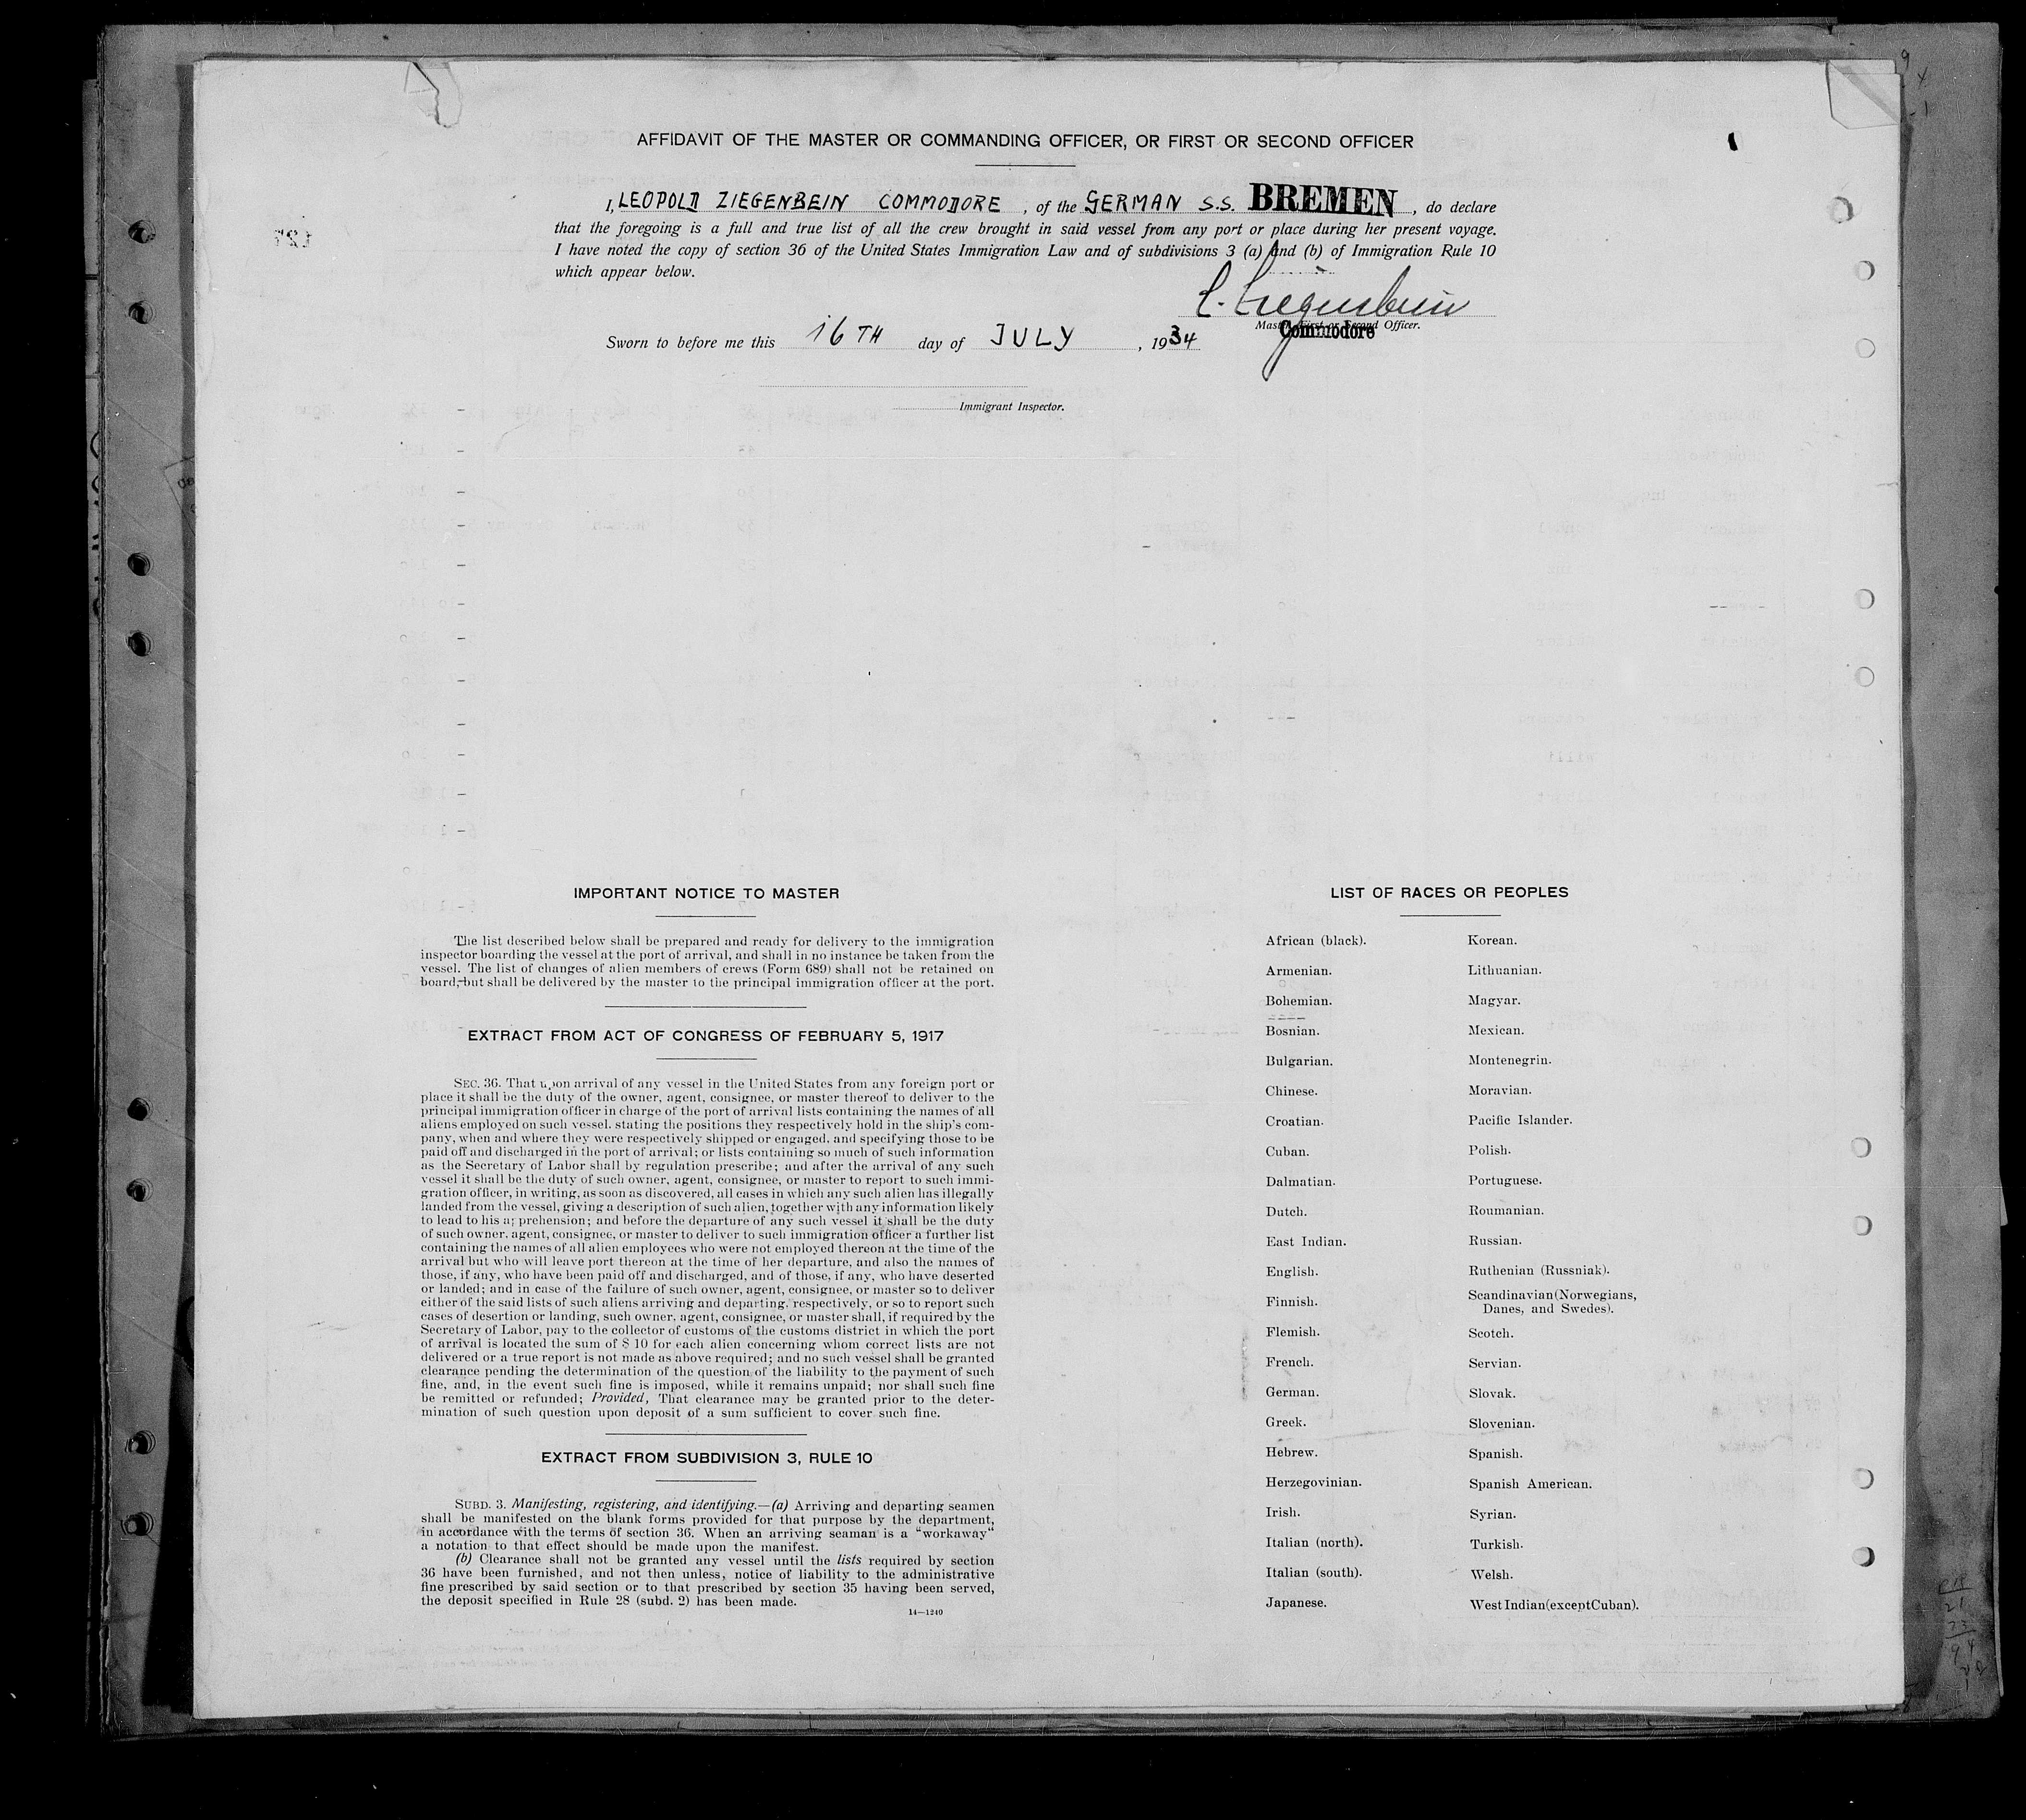 AFFIDAVIT OF THE MASTER OR COMMANDING OFFICER, OR FIRST OR SECOND OFFICER
I, LEOPOLD ZIEGENBEIN COMMODORE, of the GERMAN S.S. BREMEN, do declare
that the foregoing is a full and true list of all the crew brought in said vessel from any port or place during her present voyage.
I have noted the copy of section 36 of the United States Immigration Law and of subdivisions 3 (a) and (b) of Immigration Rule 10
which appear below.
L. Ziegenbein
Master, First or Second Officer.
Commodore
Sworn to before me this 16TH day of JULY, 1934
Immigrant Inspector.
IMPORTANT NOTICE TO MASTER
The list described below shall be prepared and ready for delivery to the immigration
inspector boarding the vessel at the port of arrival, and shall in no instance be taken from the
vessel. The list of changes of alien members of crews (Form 689) shall not be retained on
board, but shall be delivered by the master to the principal immigration officer at the port.
EXTRACT FROM ACT OF CONGRESS OF FEBRUARY 5, 1917
SEC. 36. That upon arrival of any vessel in the United States from any foreign port or
place it shall be the duty of the owner, agent, consignee, or master thereof to deliver to the
principal immigration officer in charge of the port of arrival lists containing the names of all
aliens employed on such vessel. stating the positions they respectively hold in the ship's com-
pany, when and where they were respectively shipped or engaged, and specifying those to be
paid off and discharged in the port of arrival; or lists containing so much of such information
as the Secretary of Labor shall by regulation prescribe; and after the arrival of any such
vessel it shall be the duty of such owner, agent, consignee, or master to report to such immi-
gration officer, in writing, as soon as discovered, all cases in which any such alien has illegally
landed from the vessel, giving a description of such alien, together with any information likely
to lead to his apprehension; and before the departure of any such vessel it shall be the duty
of such owner, agent, consignee, or master to deliver to such immigration officer a further list
containing the names of all alien employees who were not employed thereon at the time of the
arrival but who will leave port thereon at the time of her departure, and also the names of
those, if any, who have been paid off and discharged, and of those, if any, who have deserted
or landed; and in case of the failure of such owner, agent, consignee, or master so to deliver
either of the said lists of such aliens arriving and departing, respectively, or so to report such
cases of desertion or landing, such owner, agent, consignee, or master shall, if required by the
Secretary of Labor, pay to the collector of customs of the customs district in which the port
of arrival is located the sum of $ 10 for each alien concerning whom correct lists are not
delivered or a true report is not made as above required; and no such vessel shall be granted
clearance pending the determination of the question of the liability to the payment of such
fine, and, in the event such fine is imposed, while it remains unpaid; nor shall such fine
be remitted or refunded; Provided, That clearance may be granted prior to the deter-
mination of such question upon deposit of a sum sufficient to cover such fine.
EXTRACT FROM SUBDIVISION 3, RULE 10
SUBD. 3. Manifesting, registering, and identifying.—(a) Arriving and departing seamen
shall be manifested on the blank forms provided for that purpose by the department,
in accordance with the terms of section 36. When an arriving seaman is a "workaway"
a notation to that effect should be made upon the manifest.
(b) Clearance shall not be granted any vessel until the lists required by section
36 have been furnished, and not then unless, notice of liability to the administrative
fine prescribed by said section or to that prescribed by section 35 having been served,
the deposit specified in Rule 28 (subd. 2) has been made.
14—1240
LIST OF RACES OR PEOPLES
African (black).
Armenian.
Bohemian.
Bosnian.
Bulgarian.
Chinese.
Croatian.
Cuban.
Dalmatian.
Dutch.
East Indian.
English.
Finnish.
Flemish.
French.
German.
Greek.
Hebrew.
Herzegovinian.
Irish.
Italian (north).
Italian (south).
Japanese.
Korean.
Lithuanian.
Magyar.
Mexican.
Montenegrin.
Moravian.
Pacific Islander.
Polish.
Portuguese.
Roumanian.
Russian.
Ruthenian (Russniak).
Scandinavian (Norwegians,
Danes, and Swedes).
Scotch.
Servian.
Slovak.
Slovenian.
Spanish.
Spanish American.
Syrian.
Turkish.
Welsh.
West Indian (except Cuban).